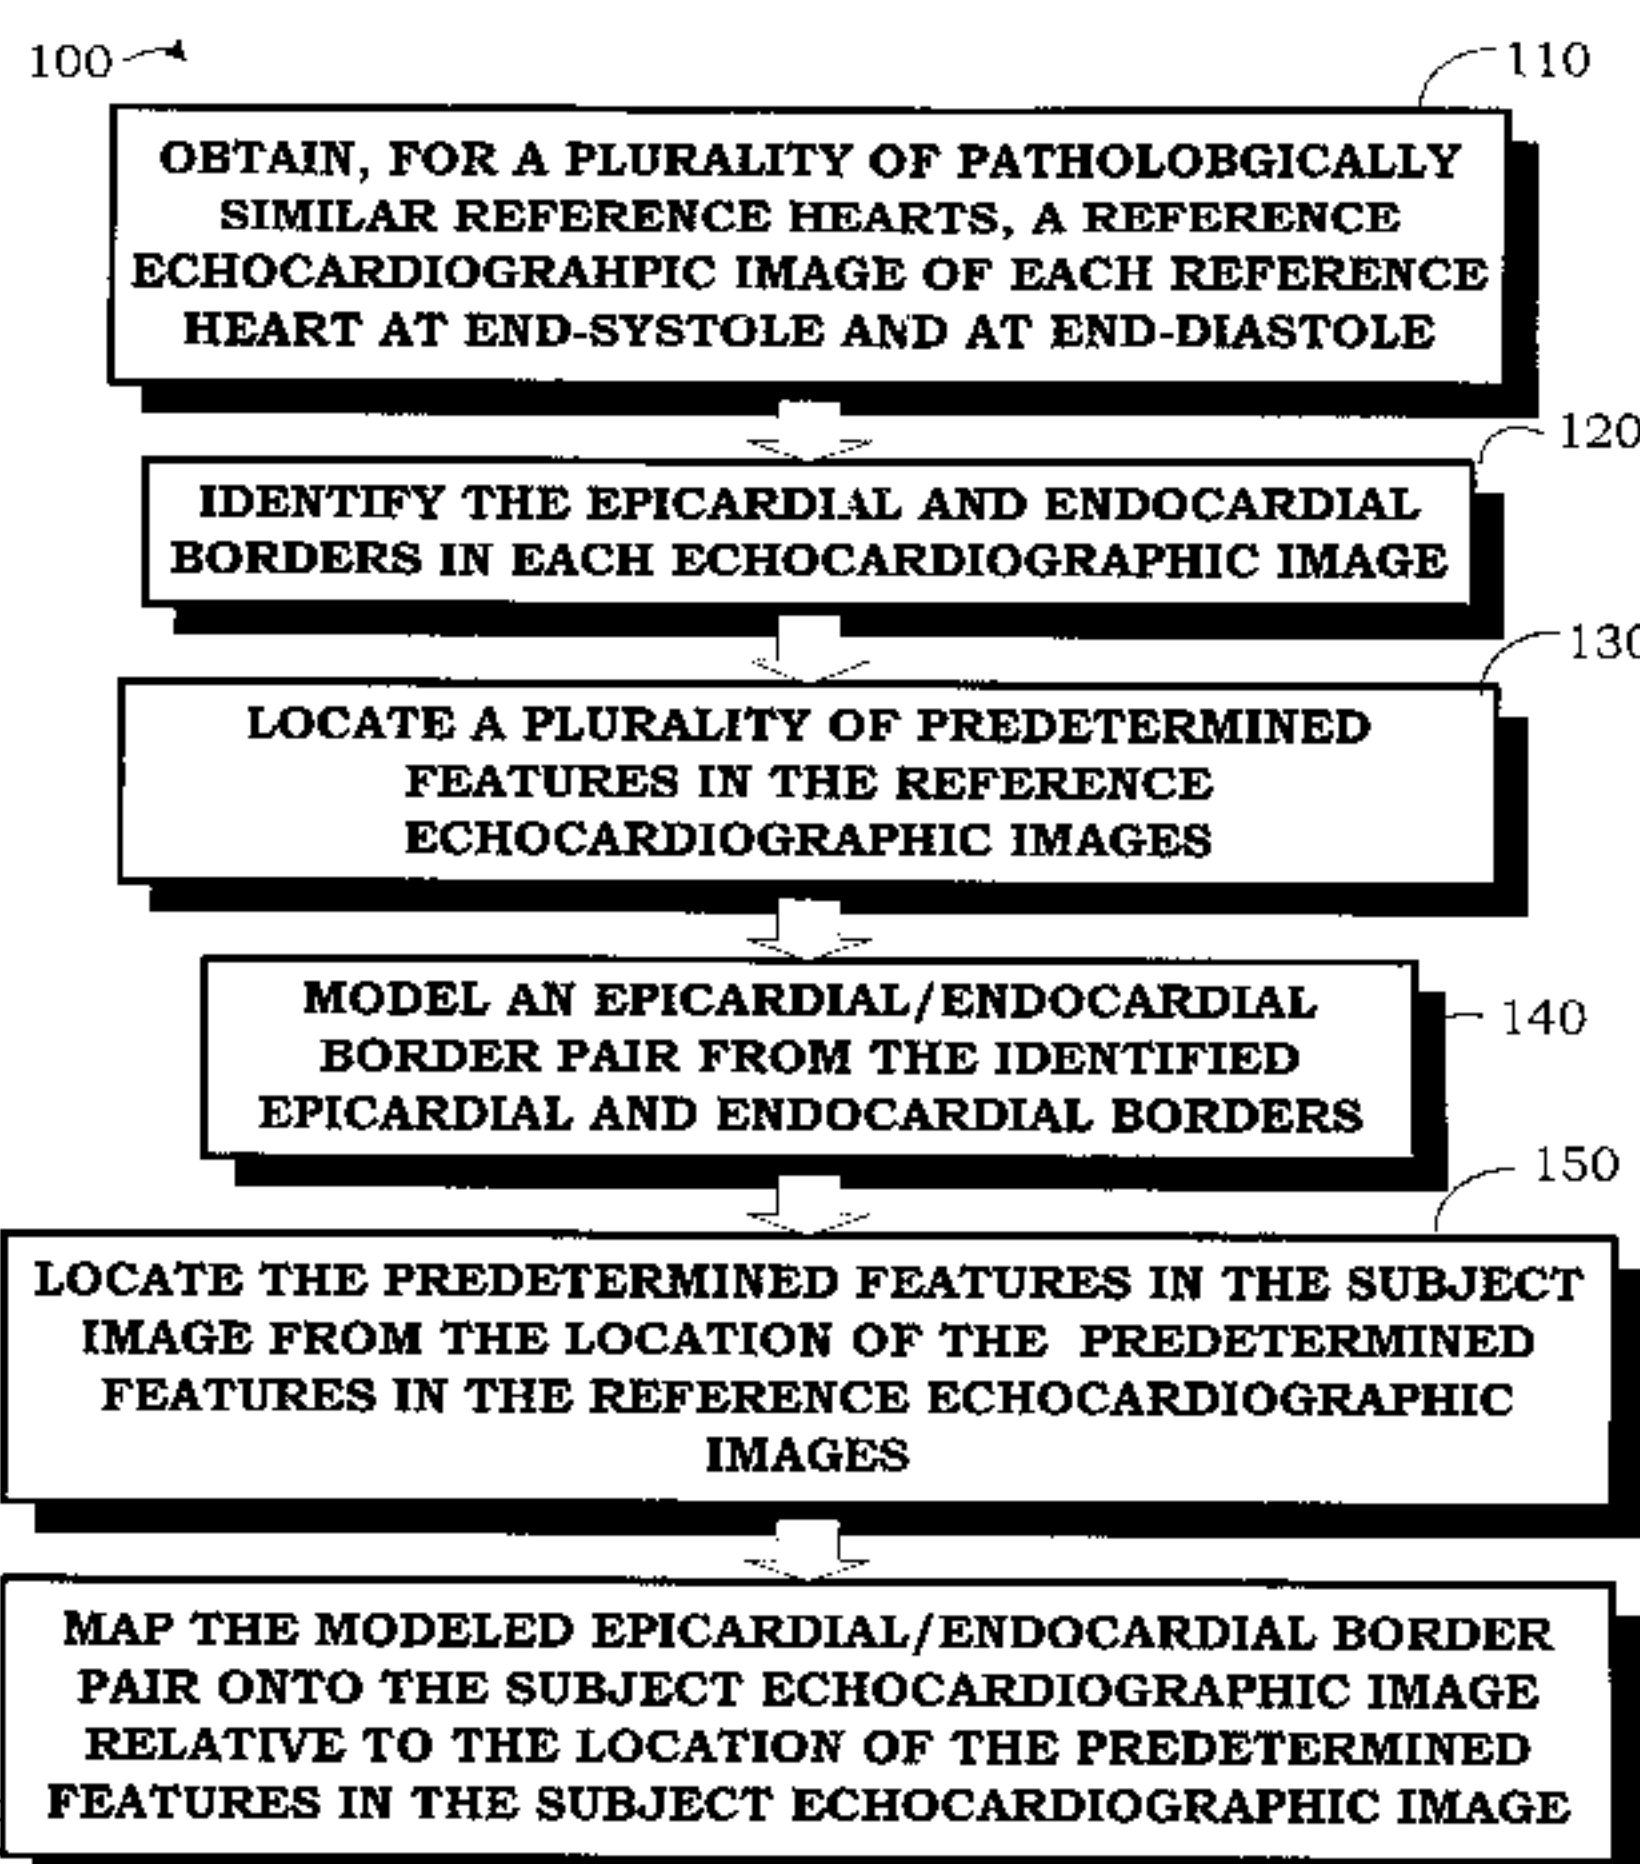 100
110
OBTAIN, FOR A PLURALITY OF PATHOLOBGICALLY
SIMILAR REFERENCE HEARTS, A REFERENCE
ECHOCARDIOGRAHPIC IMAGE OF EACH REFERENCE
HEART AT END-SYSTOLE AND AT END-DIASTOLE
120
IDENTIFY THE EPICARDIAL AND ENDOCARDIAL
BORDERS IN EACH ECHOCARDIOGRAPHIC IMAGE
130
LOCATE A PLURALITY OF PREDETERMINED
FEATURES IN THE REFERENCE
ECHOCARDIOGRAPHIC IMAGES
MODEL AN EPICARDIAL/ENDOCARDIAL
140
BORDER PAIR FROM THE IDENTIFIED
EPICARDIAL AND ENDOCARDIAL BORDERS
150
LOCATE THE PREDETERMINED FEATURES IN THE SUBJECT
IMAGE FROM THE LOCATION OF THE PREDETERMINED
FEATURES IN THE REFERENCE ECHOCARDIOGRAPHIC
IMAGES
MAP THE MODELED EPICARDIAL/ENDOCARDIAL BORDER
PAIR ONTO THE SUBJECT ECHOCARDIOGRAPHIC IMAGE
RELATIVE TO THE LOCATION OF THE PREDETERMINED
FEATURES IN THE SUBJECT ECHOCARDIOGRAPHIC IMAGE